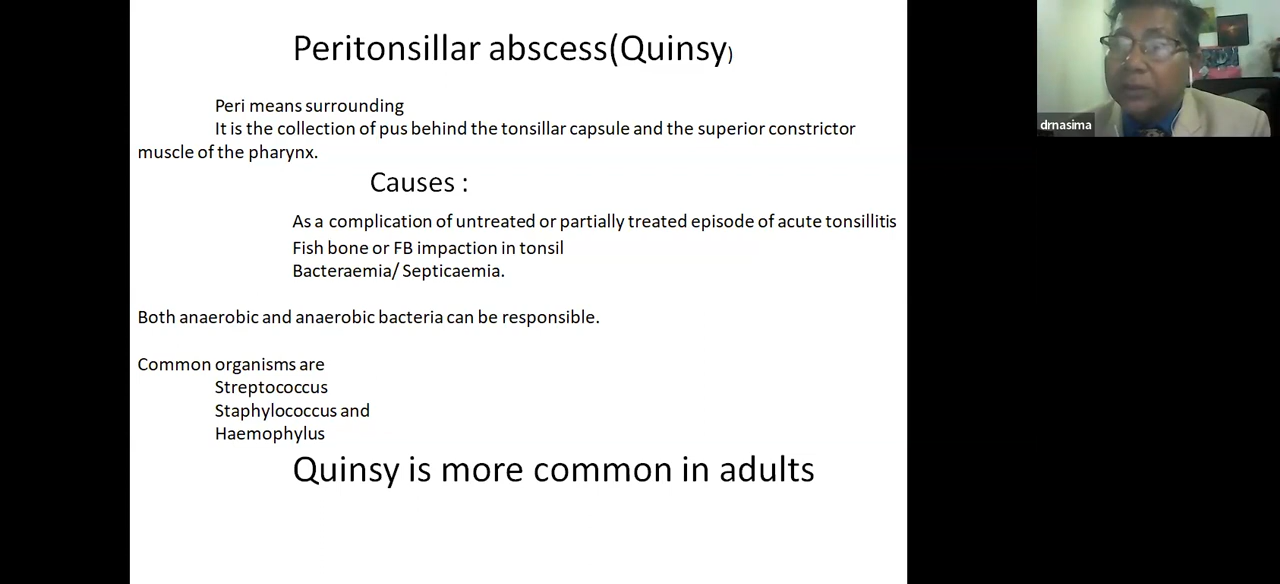 Peritonsillar abscess(Quinsy)
Peri means surrounding
It is the collection of pus behind the tonsillar capsule and the superior constrictor
muscle of the pharynx.
Causes :
As a complication of untreated or partially treated episode of acute tonsillitis
Fish bone or FB impaction in tonsil
Bacteraemia/ Septicaemia.
Both anaerobic and anaerobic bacteria can be responsible.
Common organisms are
Streptococcus
Staphylococcus and
Haemophylus
Quinsy is more common in adults
drnasima